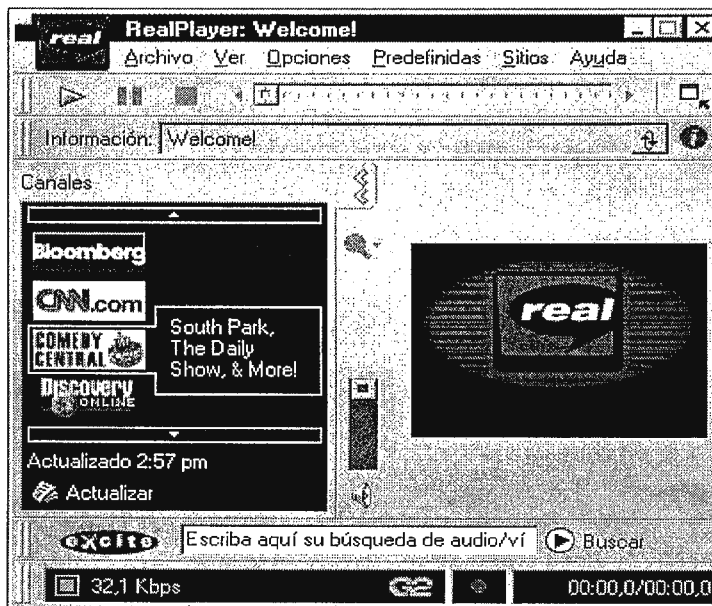 real
RealPlayer: Welcome!
Archivo Ver Opciones Predefinidas Sitios Ayuda
Información: Welcome!
Canales
Bloomberg
CNN.com
COMEDY
CENTRAL
South Park,
The Daily
Show, & More!
DISCOVERY
ONLINE
real
Actualizado 2:57 pm
Actualizar
excite
Escriba aquí su búsqueda de audio/ví
Buscar
32,1 Kbps
G2
00:00,0/00:00,0